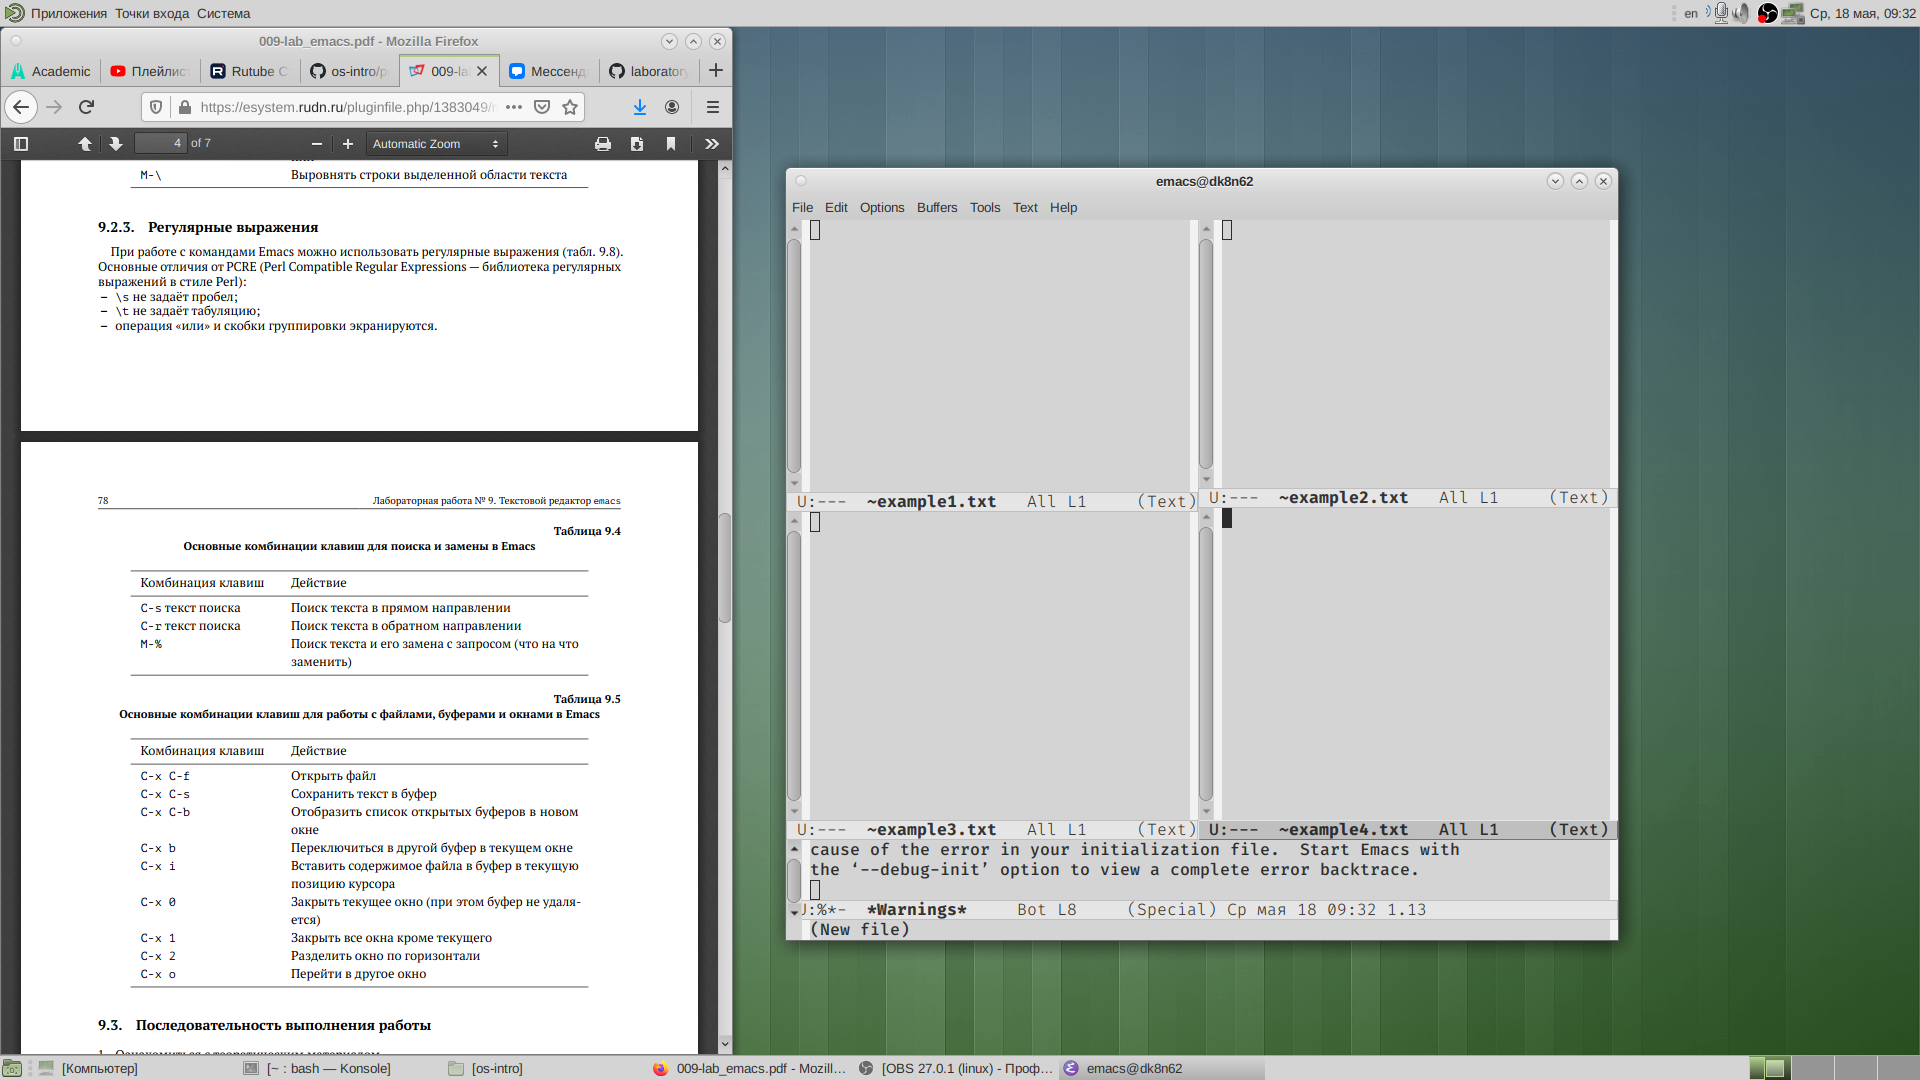 Приложения Точки входа Система
en
Ср, 18 мая, 09:32
009-lab_emacs.pdf - Mozilla Firefox
Academic
Плейлис
Rutube C
os-intro/p
009-la
Мессенд
laboratory
https://esystem.rudn.ru/pluginfile.php/1383049/
4 of 7
Automatic Zoom
M-\ Выровнять строки выделенной области текста
9.2.3. Регулярные выражения
При работе с командами Emacs можно использовать регулярные выражения (табл. 9.8).
Основные отличия от PCRE (Perl Compatible Regular Expressions — библиотека регулярных
выражений в стиле Perl):
– \s не задаёт пробел;
– \t не задаёт табуляцию;
– операция «или» и скобки группировки экранируются.
78 Лабораторная работа № 9. Текстовой редактор emacs
Таблица 9.4
Основные комбинации клавиш для поиска и замены в Emacs
Комбинация клавиш Действие
C-s текст поиска Поиск текста в прямом направлении
C-r текст поиска Поиск текста в обратном направлении
M-% Поиск текста и его замена с запросом (что на что
заменить)
Таблица 9.5
Основные комбинации клавиш для работы с файлами, буферами и окнами в Emacs
Комбинация клавиш Действие
C-x C-f Открыть файл
C-x C-s Сохранить текст в буфер
C-x C-b Отобразить список открытых буферов в новом
окне
C-x b Переключиться в другой буфер в текущем окне
C-x i Вставить содержимое файла в буфер в текущую
позицию курсора
C-x 0 Закрыть текущее окно (при этом буфер не удаля-
ется)
C-x 1 Закрыть все окна кроме текущего
C-x 2 Разделить окно по горизонтали
C-x o Перейти в другое окно
9.3. Последовательность выполнения работы
1. Ознакомиться с теоретическим материалом.
emacs@dk8n62
File Edit Options Buffers Tools Text Help
U:--- ~example1.txt All L1 (Text)
U:--- ~example2.txt All L1 (Text)
U:--- ~example3.txt All L1 (Text)
U:--- ~example4.txt All L1 (Text)
cause of the error in your initialization file. Start Emacs with
the ‘--debug-init’ option to view a complete error backtrace.
U:%*- *Warnings* Bot L8 (Special) Ср мая 18 09:32 1.13
(New file)
[Компьютер]
[~ : bash — Konsole]
[os-intro]
009-lab_emacs.pdf - Mozill...
[OBS 27.0.1 (linux) - Проф...
emacs@dk8n62